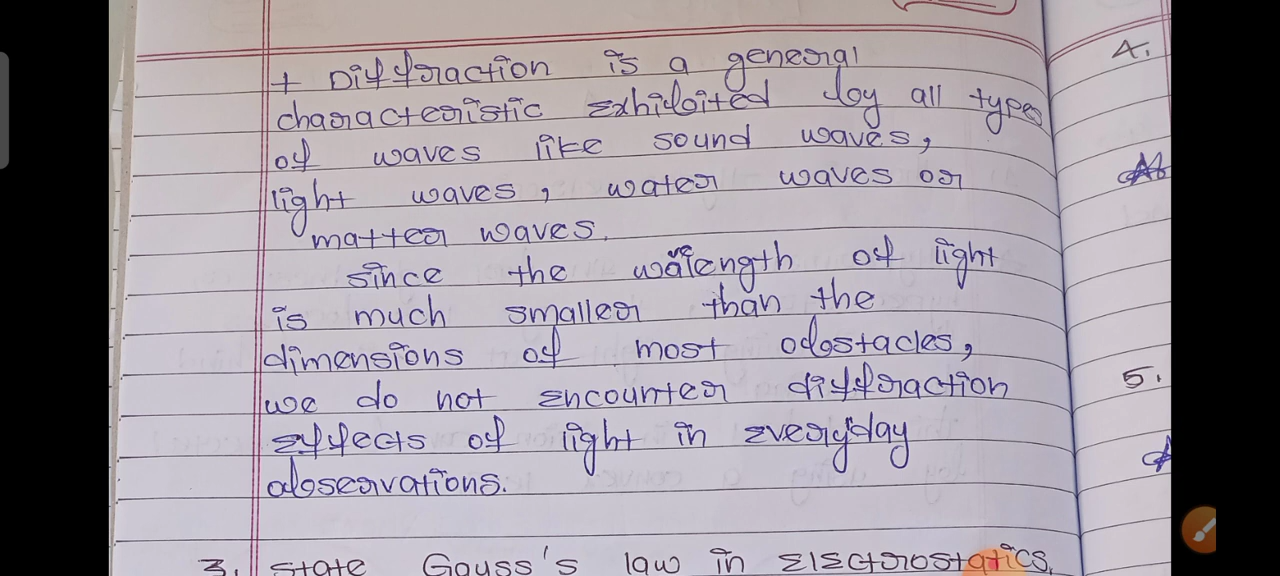 + Diffraction is a general
characteristic exhibited by all types
of waves like sound waves,
light waves, water waves or
matter waves.
since the wavelength of light
is much smaller than the
dimensions of most obstacles,
we do not encounter diffraction
effects of light in everyday
observations.
3. state Gauss's law in Electrostatics.
4.
5.